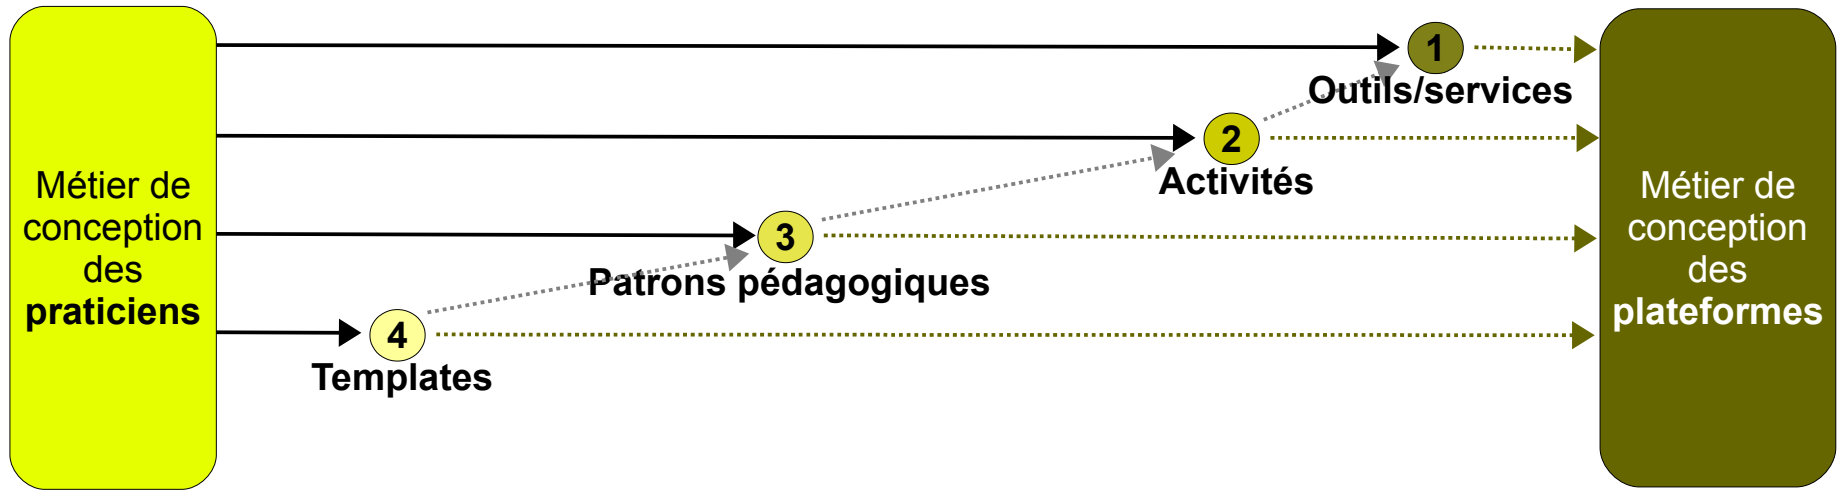 Métier de
conception
des
praticiens
1
Outils/services
2
Activités
3
Patrons pédagogiques
4
Templates
Métier de
conception
des
plateformes